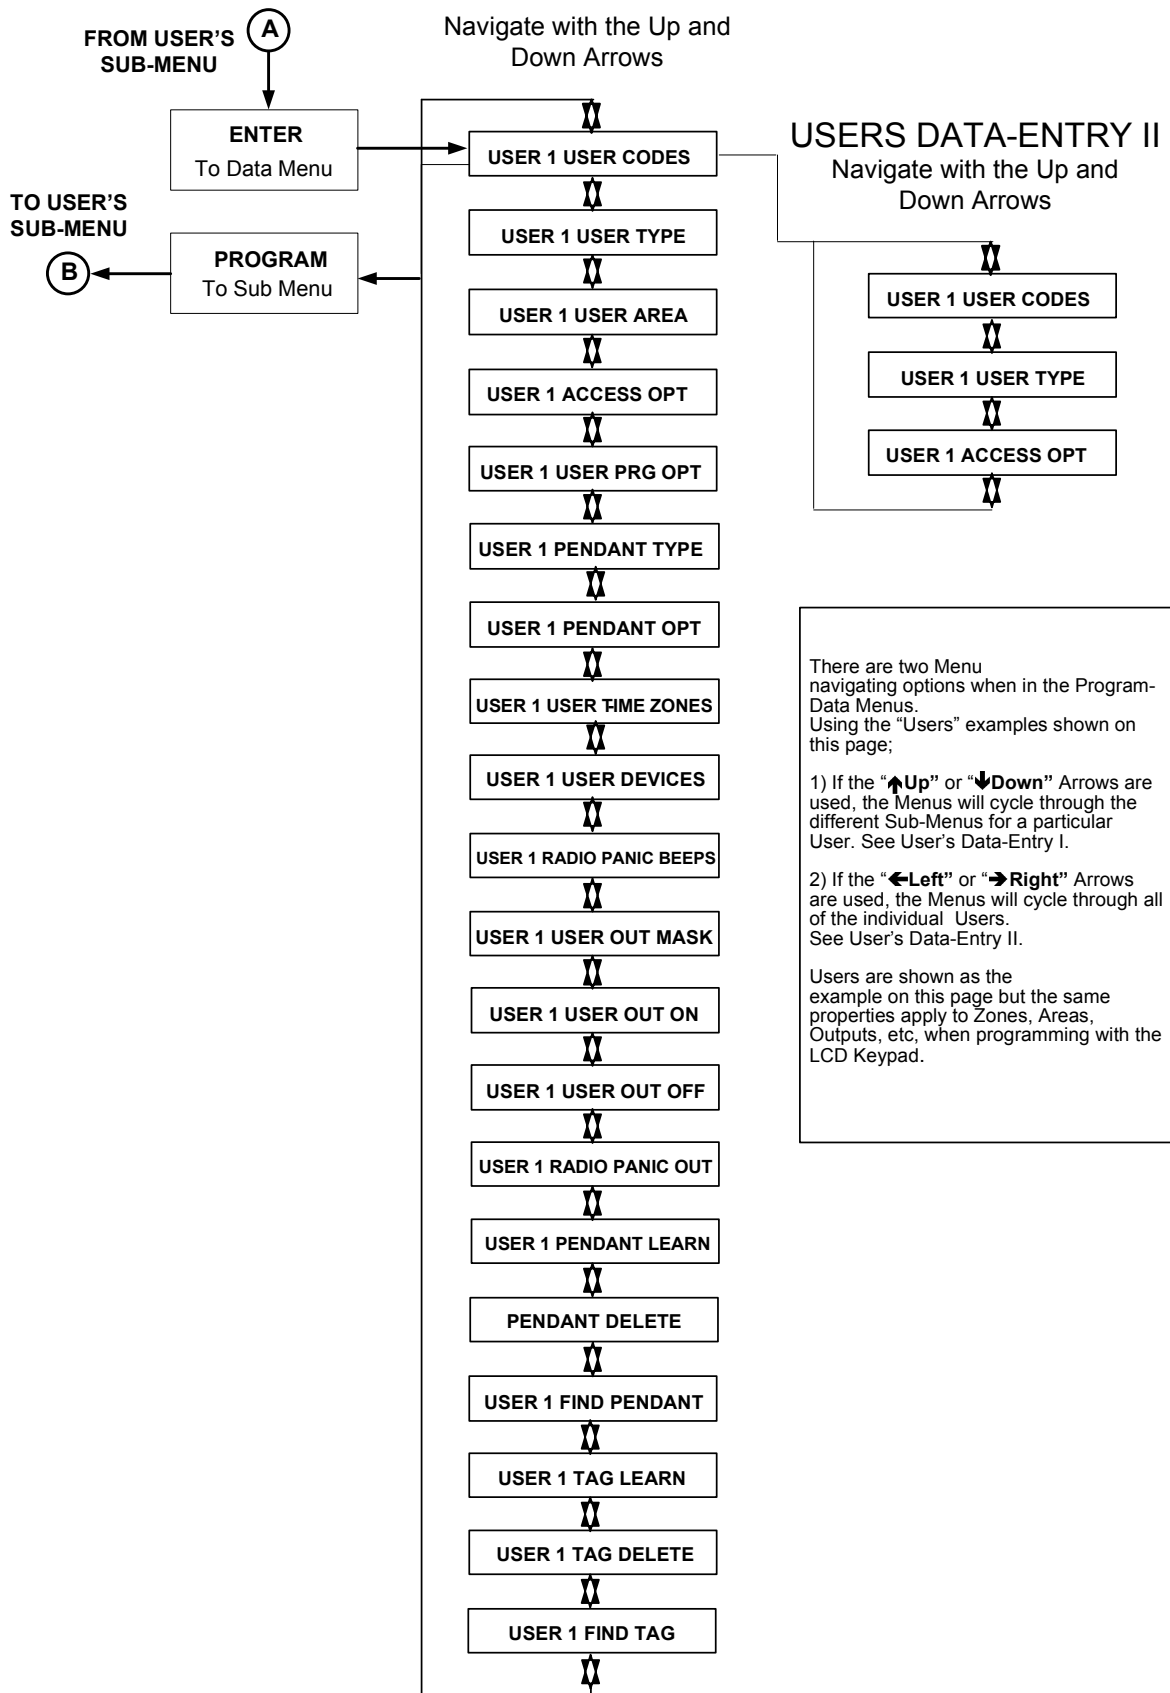 FROM USER'S
SUB-MENU
A
Navigate with the Up and
Down Arrows
ENTER
To Data Menu
TO USER'S
SUB-MENU
B
PROGRAM
To Sub Menu
USER 1 USER CODES
USER 1 USER TYPE
USER 1 USER AREA
USER 1 ACCESS OPT
USER 1 USER PRG OPT
USER 1 PENDANT TYPE
USER 1 PENDANT OPT
USER 1 USER TIME ZONES
USER 1 USER DEVICES
USER 1 RADIO PANIC BEEPS
USER 1 USER OUT MASK
USER 1 USER OUT ON
USER 1 USER OUT OFF
USER 1 RADIO PANIC OUT
USER 1 PENDANT LEARN
PENDANT DELETE
USER 1 FIND PENDANT
USER 1 TAG LEARN
USER 1 TAG DELETE
USER 1 FIND TAG
USERS DATA-ENTRY II
Navigate with the Up and
Down Arrows
USER 1 USER CODES
USER 1 USER TYPE
USER 1 ACCESS OPT
There are two Menu
navigating options when in the Program-
Data Menus.
Using the “Users” examples shown on
this page;
1) If the “↑Up” or “↓Down” Arrows are
used, the Menus will cycle through the
different Sub-Menus for a particular
User. See User's Data-Entry I.
2) If the “←Left” or “→Right” Arrows
are used, the Menus will cycle through all
of the individual Users.
See User's Data-Entry II.
Users are shown as the
example on this page but the same
properties apply to Zones, Areas,
Outputs, etc, when programming with the
LCD Keypad.